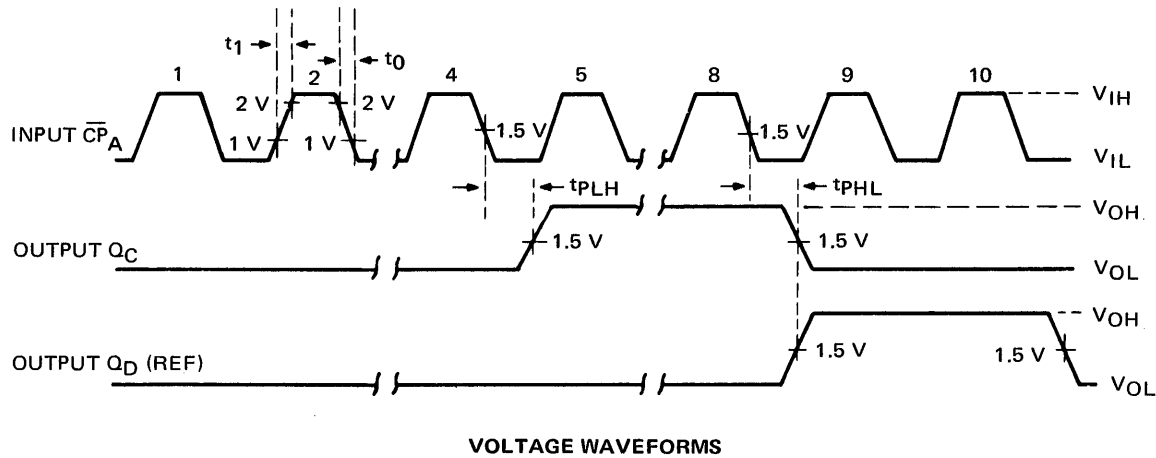 t1
t0
1 2 4 5 8 9 10
2 V 2 V VIH
INPUT C̅P̅A 1 V 1 V 1.5 V 1.5 V
VIL
tPLH tPHL
VOH
OUTPUT QC 1.5 V 1.5 V
VOL
VOH
OUTPUT QD (REF) 1.5 V 1.5 V
VOL
VOLTAGE WAVEFORMS